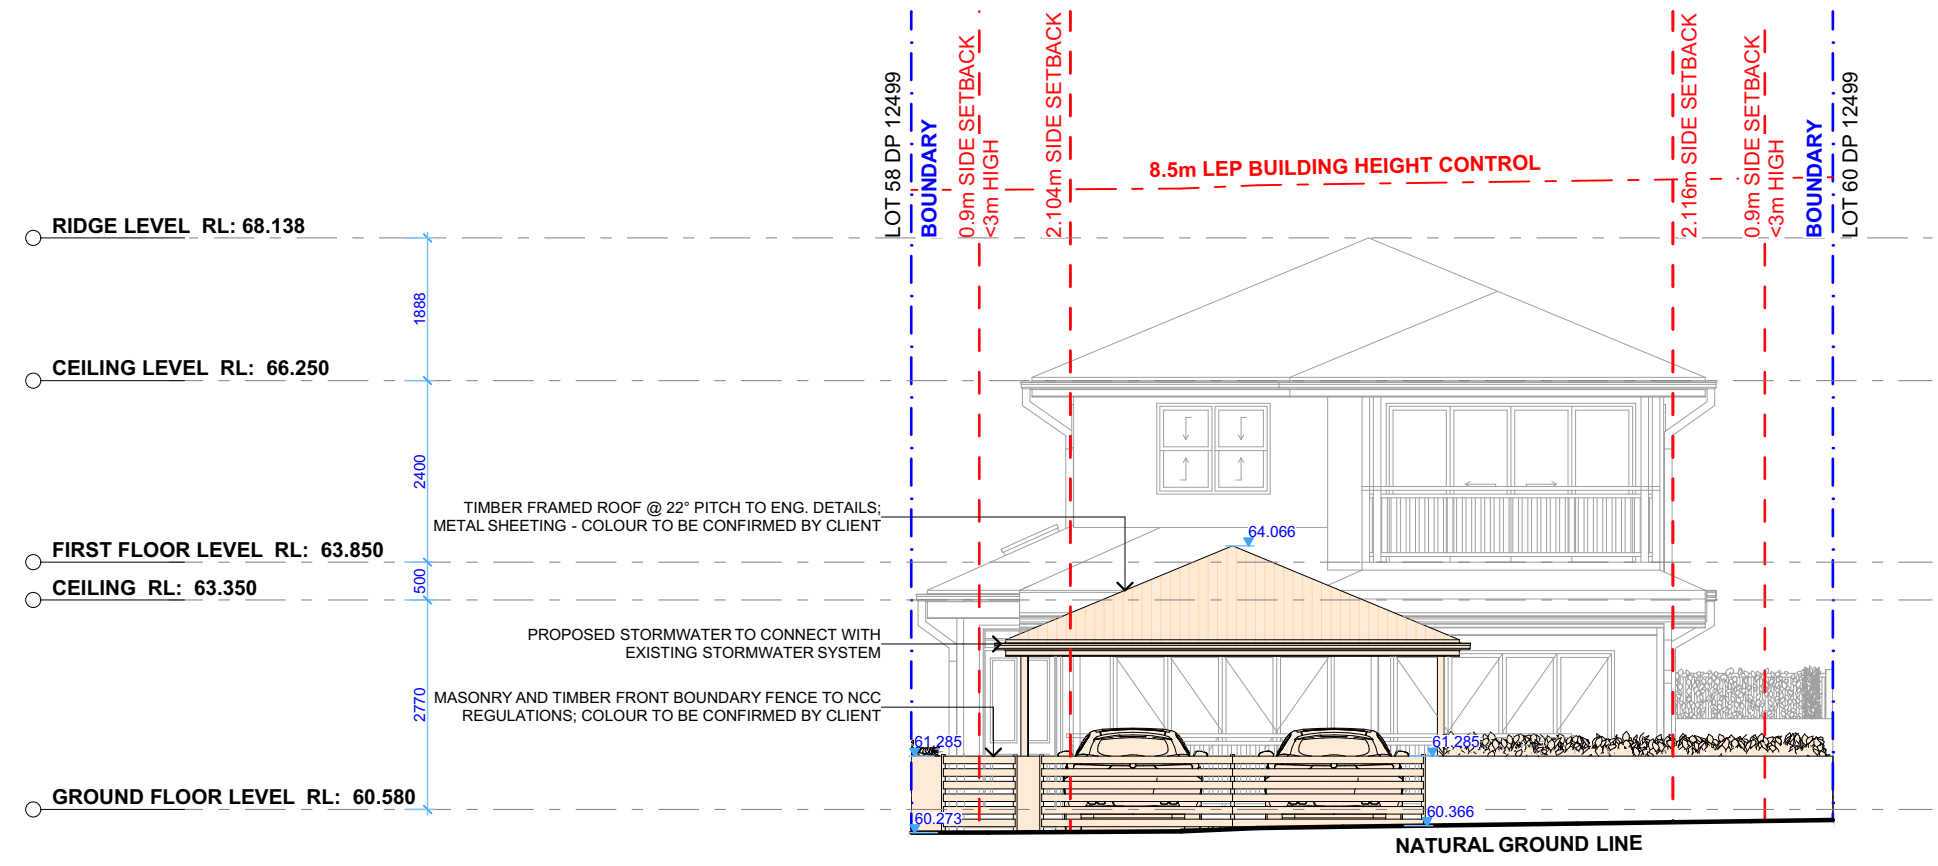 LOT 58 DP 12499
BOUNDARY
0.9m SIDE SETBACK
<3m HIGH
2.104m SIDE SETBACK
8.5m LEP BUILDING HEIGHT CONTROL
2.116m SIDE SETBACK
0.9m SIDE SETBACK
<3m HIGH
BOUNDARY
LOT 60 DP 12499
RIDGE LEVEL RL: 68.138
1888
CEILING LEVEL RL: 66.250
2400
TIMBER FRAMED ROOF @ 22° PITCH TO ENG. DETAILS;
METAL SHEETING - COLOUR TO BE CONFIRMED BY CLIENT
64.066
FIRST FLOOR LEVEL RL: 63.850
500
CEILING RL: 63.350
PROPOSED STORMWATER TO CONNECT WITH
EXISTING STORMWATER SYSTEM
2770
MASONRY AND TIMBER FRONT BOUNDARY FENCE TO NCC
REGULATIONS; COLOUR TO BE CONFIRMED BY CLIENT
61.285
61.285
GROUND FLOOR LEVEL RL: 60.580
60.273
60.366
NATURAL GROUND LINE